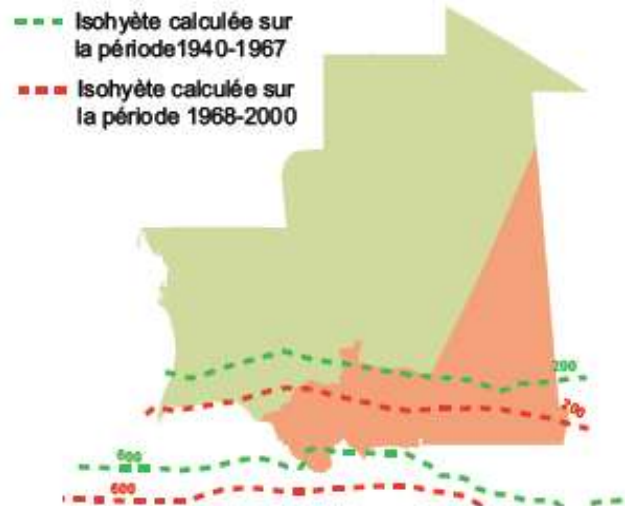 Isohyète calculée sur
la période1940-1967
Isohyète calculée sur
la période 1968-2000
200
200
600
600